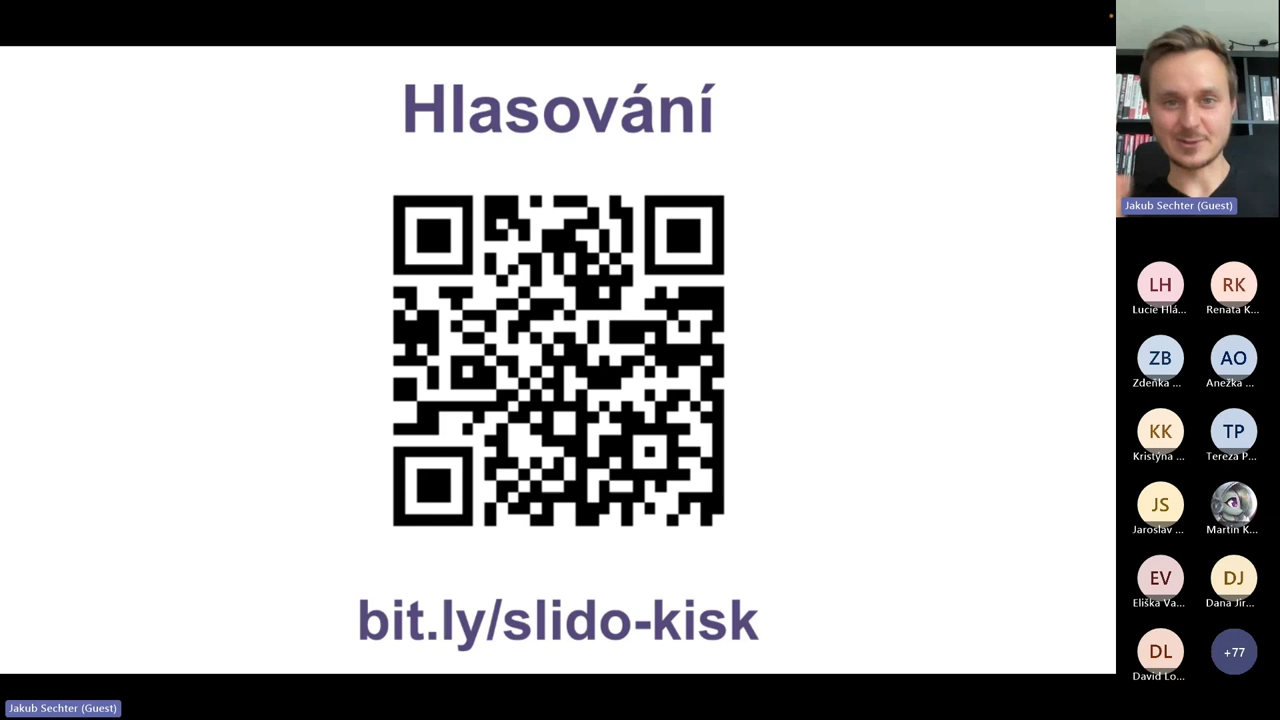 Hlasování
bit.ly/slido-kisk
Jakub Sechter (Guest)
Jakub Sechter (Guest)
LH
Lucie Hlá...
RK
Renata K...
ZB
Zdeňka ...
AO
Anežka ...
KK
Kristýna ...
TP
Tereza P...
JS
Jaroslav ...
Martin K...
EV
Eliška Va...
DJ
Dana Jir...
DL
David Lo...
+77